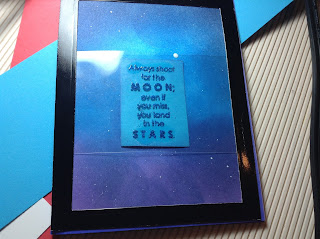 Always shoot
for the
MOON;
even if
you miss,
you land
in the
STARS